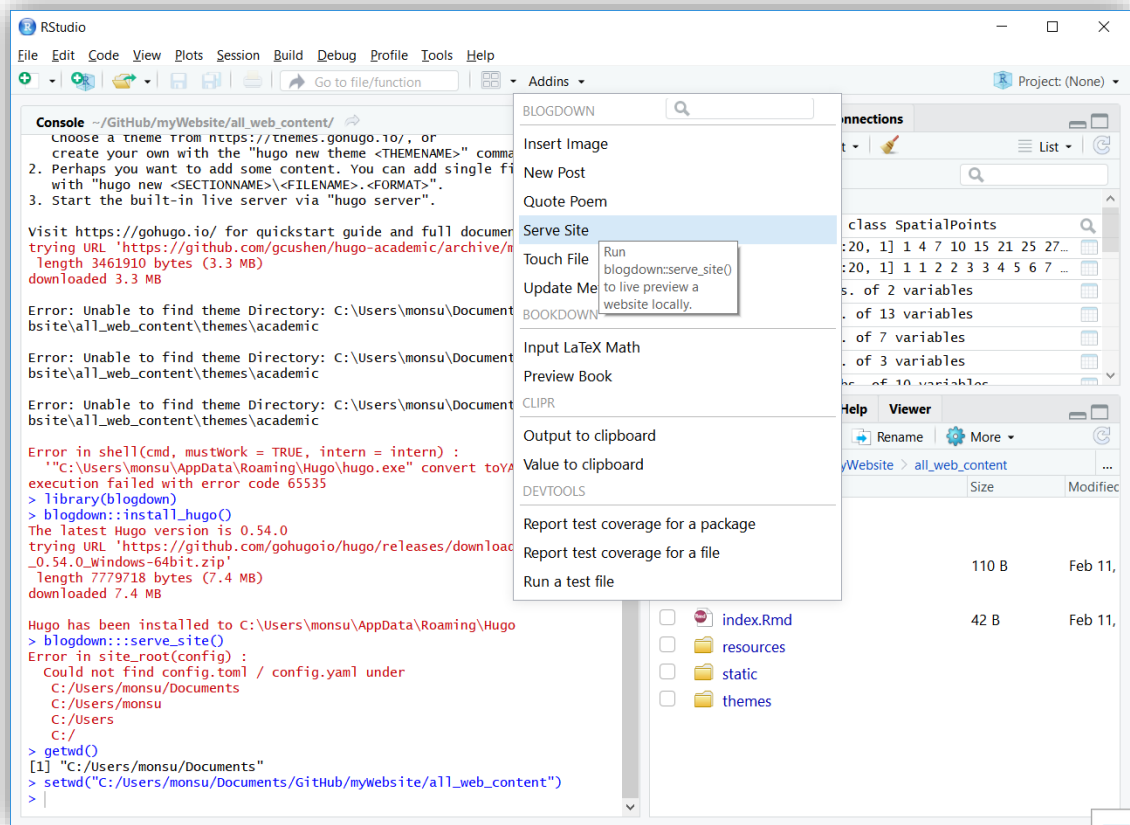 RStudio
File Edit Code View Plots Session Build Debug Profile Tools Help
Go to file/function
Addins
Project: (None)
Console ~/GitHub/myWebsite/all_web_content/
Choose a theme from https://themes.gohugo.io/, or
create your own with the "hugo new theme <THEMENAME>"
2. Perhaps you want to add some content. You can add single
with "hugo new <SECTIONNAME>\<FILENAME>.<FORMAT>".
3. Start the built-in live server via "hugo server".
Visit https://gohugo.io/ for quickstart guide and full
trying URL 'https://github.com/gcushen/hugo-academic/archive/m
length 3461910 bytes (3.3 MB)
downloaded 3.3 MB
Error: Unable to find theme Directory: C:\Users\monsu\Document
bsite\all_web_content\themes\academic
Error: Unable to find theme Directory: C:\Users\monsu\Document
bsite\all_web_content\themes\academic
Error: Unable to find theme Directory: C:\Users\monsu\Document
bsite\all_web_content\themes\academic
Error in shell(cmd, mustWork = TRUE, intern = intern) :
'"C:\Users\monsu\AppData\Roaming\Hugo\hugo.exe" convert toYA
execution failed with error code 65535
> library(blogdown)
> blogdown::install_hugo()
The latest Hugo version is 0.54.0
trying URL 'https://github.com/gohugoio/hugo/releases/download
_0.54.0_Windows-64bit.zip'
length 7779718 bytes (7.4 MB)
downloaded 7.4 MB
Hugo has been installed to C:\Users\monsu\AppData\Roaming\Hugo
> blogdown:::serve_site()
Error in site_root(config) :
Could not find config.toml / config.yaml under
C:/Users/monsu/Documents
C:/Users/monsu
C:/Users
C:/
> getwd()
[1] "C:/Users/monsu/Documents"
> setwd("C:/Users/monsu/Documents/GitHub/myWebsite/all_web_content")
>
BLOGDOWN
Insert Image
New Post
Quote Poem
Serve Site
Touch File
Update Me
Run
blogdown::serve_site()
to live preview a
website locally.
BOOKDOWN
Input LaTeX Math
Preview Book
CLIPR
Output to clipboard
Value to clipboard
DEVTOOLS
Report test coverage for a package
Report test coverage for a file
Run a test file
nnections
t
List
class SpatialPoints
:20, 1] 1 4 7 10 15 21 25 27…
:20, 1] 1 1 2 2 3 3 4 5 6 7 …
s. of 2 variables
. of 13 variables
. of 7 variables
. of 3 variables
bs. of 10 variables
Help Viewer
Rename More
yWebsite > all_web_content ...
Size Modified
110 B Feb 11,
index.Rmd 42 B Feb 11,
resources
static
themes